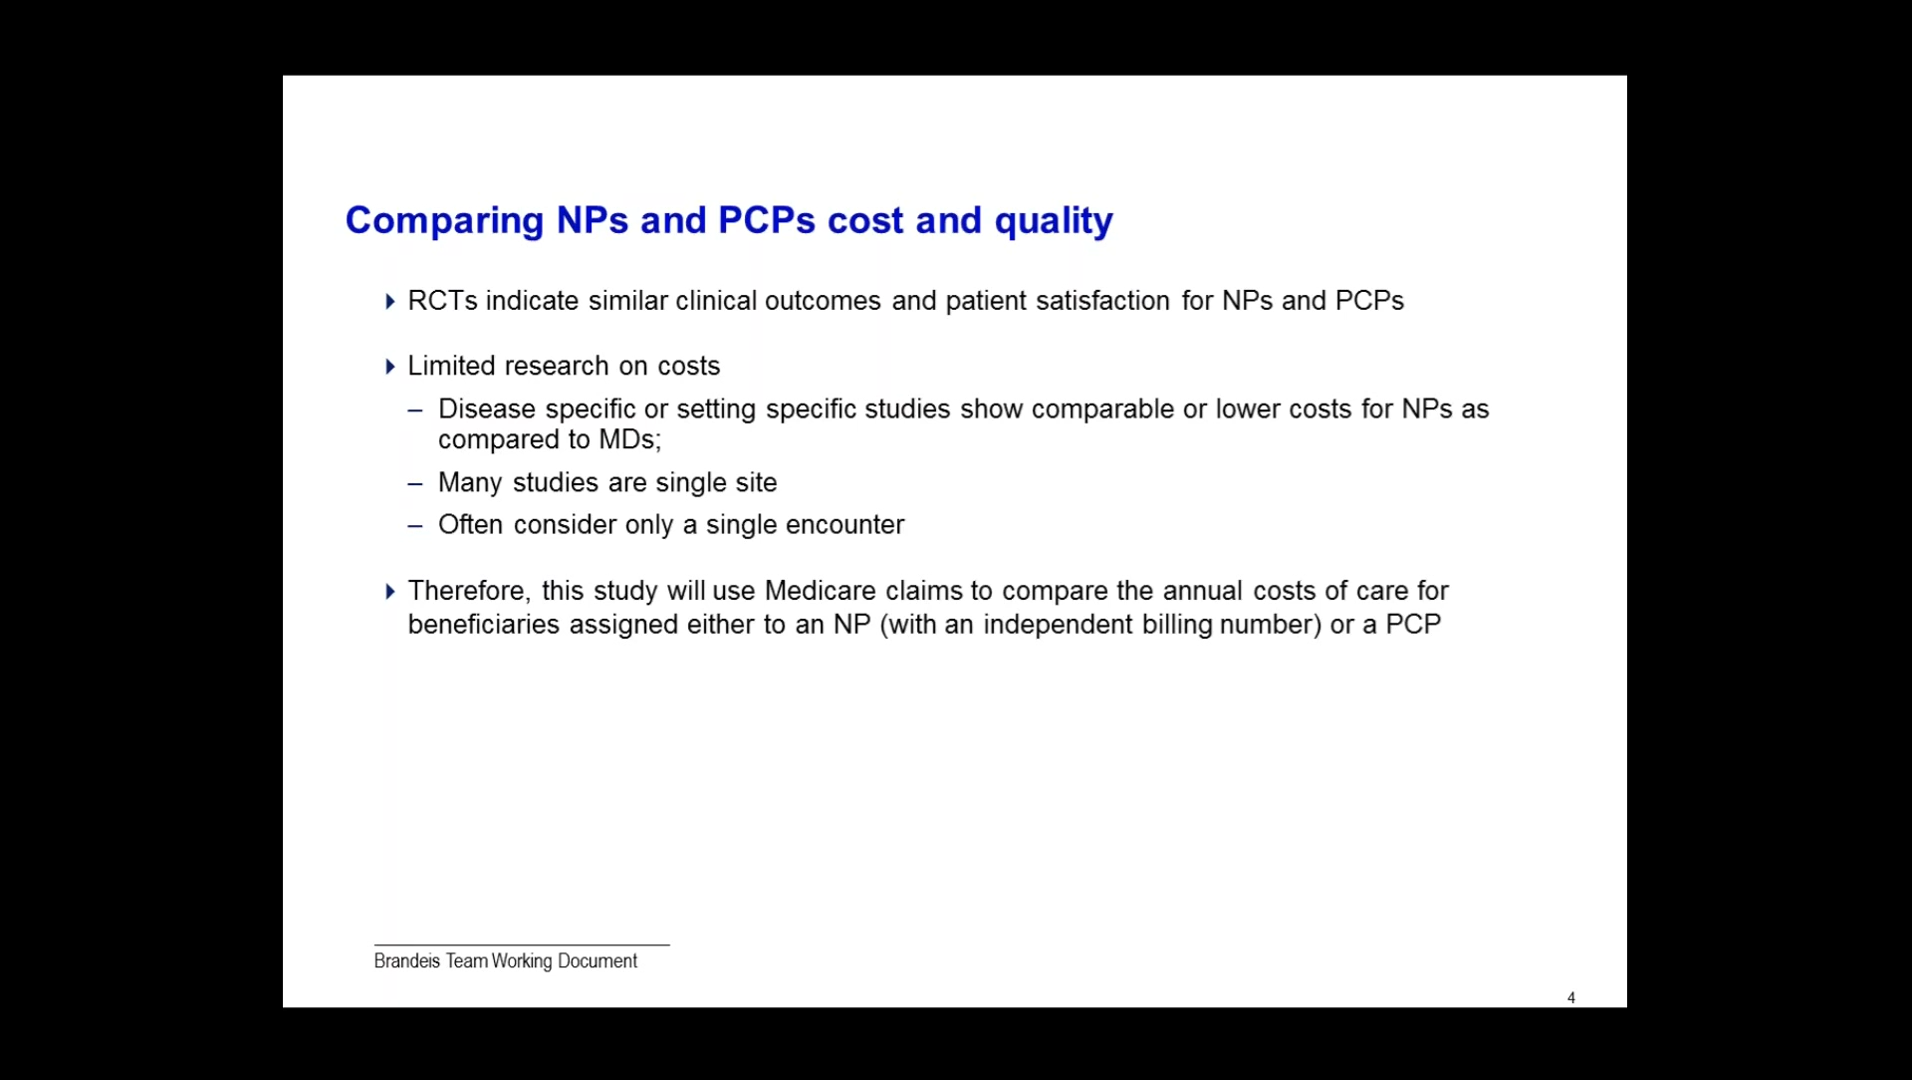 Comparing NPs and PCPs cost and quality
RCTs indicate similar clinical outcomes and patient satisfaction for NPs and PCPs
Limited research on costs
– Disease specific or setting specific studies show comparable or lower costs for NPs as
compared to MDs;
– Many studies are single site
– Often consider only a single encounter
Therefore, this study will use Medicare claims to compare the annual costs of care for
beneficiaries assigned either to an NP (with an independent billing number) or a PCP
Brandeis Team Working Document
4